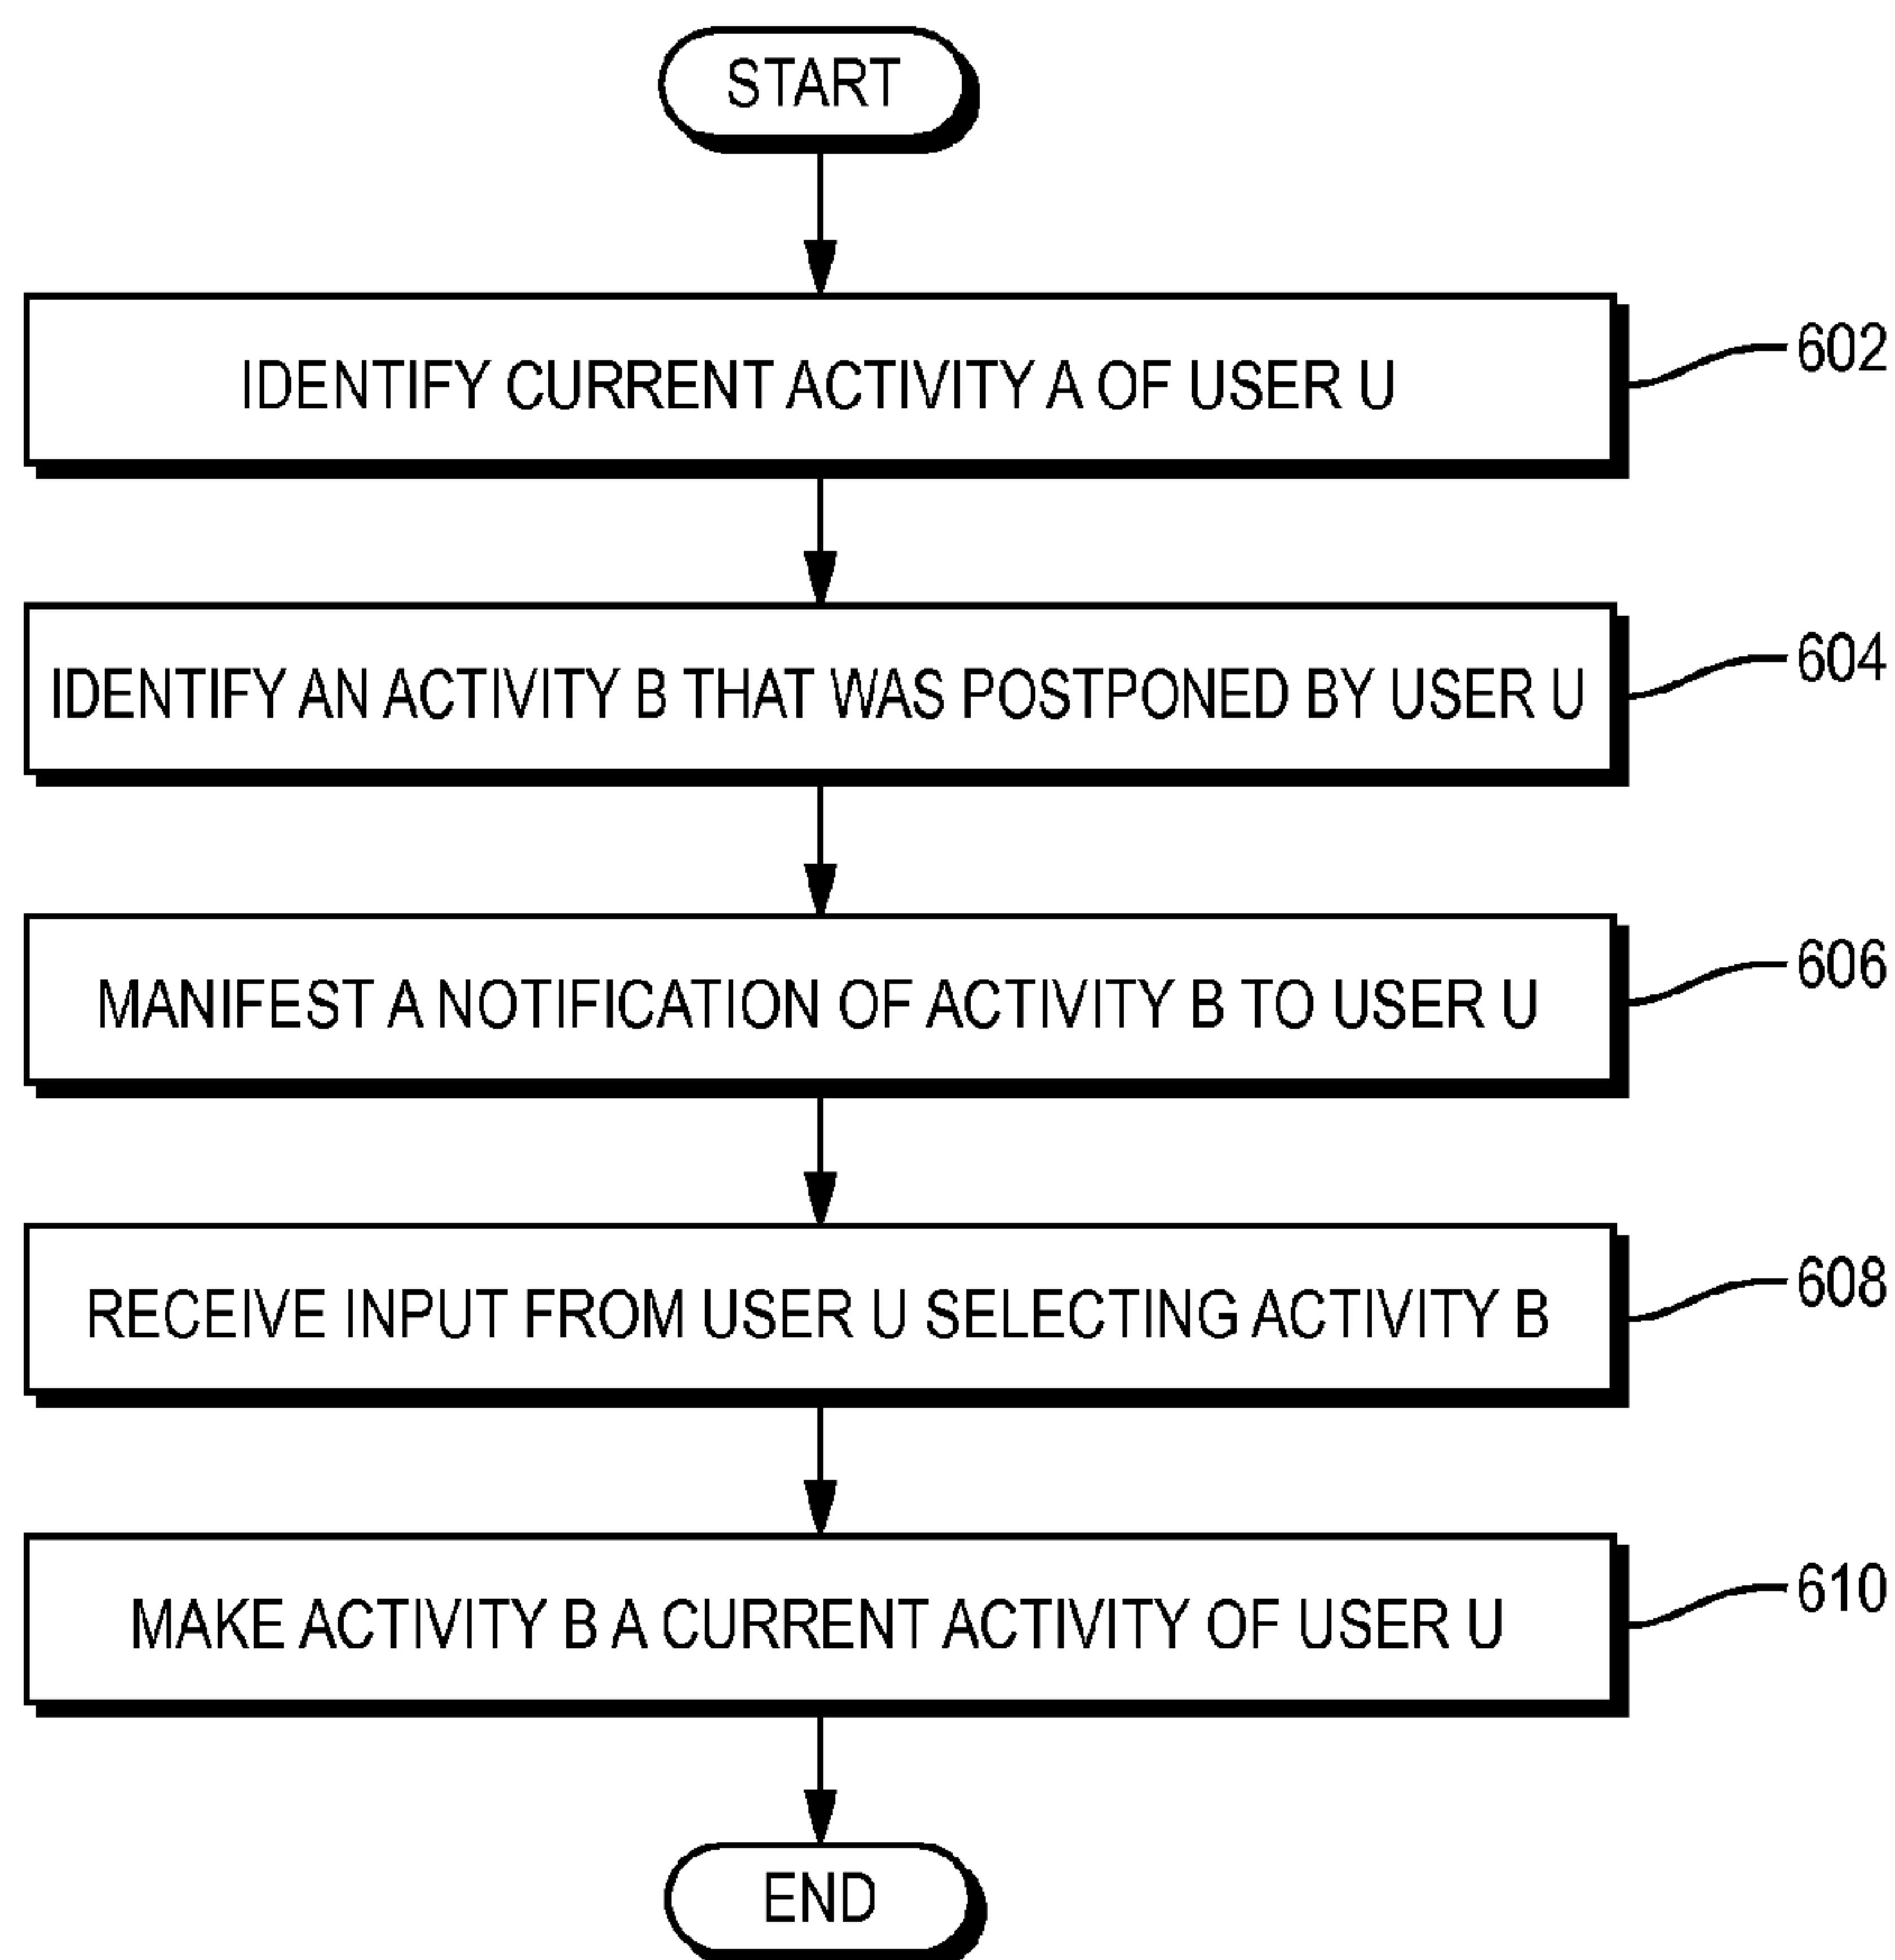 START
IDENTIFY CURRENT ACTIVITY A OF USER U
602
IDENTIFY AN ACTIVITY B THAT WAS POSTPONED BY USER U
604
MANIFEST A NOTIFICATION OF ACTIVITY B TO USER U
606
RECEIVE INPUT FROM USER U SELECTING ACTIVITY B
608
MAKE ACTIVITY B A CURRENT ACTIVITY OF USER U
610
END